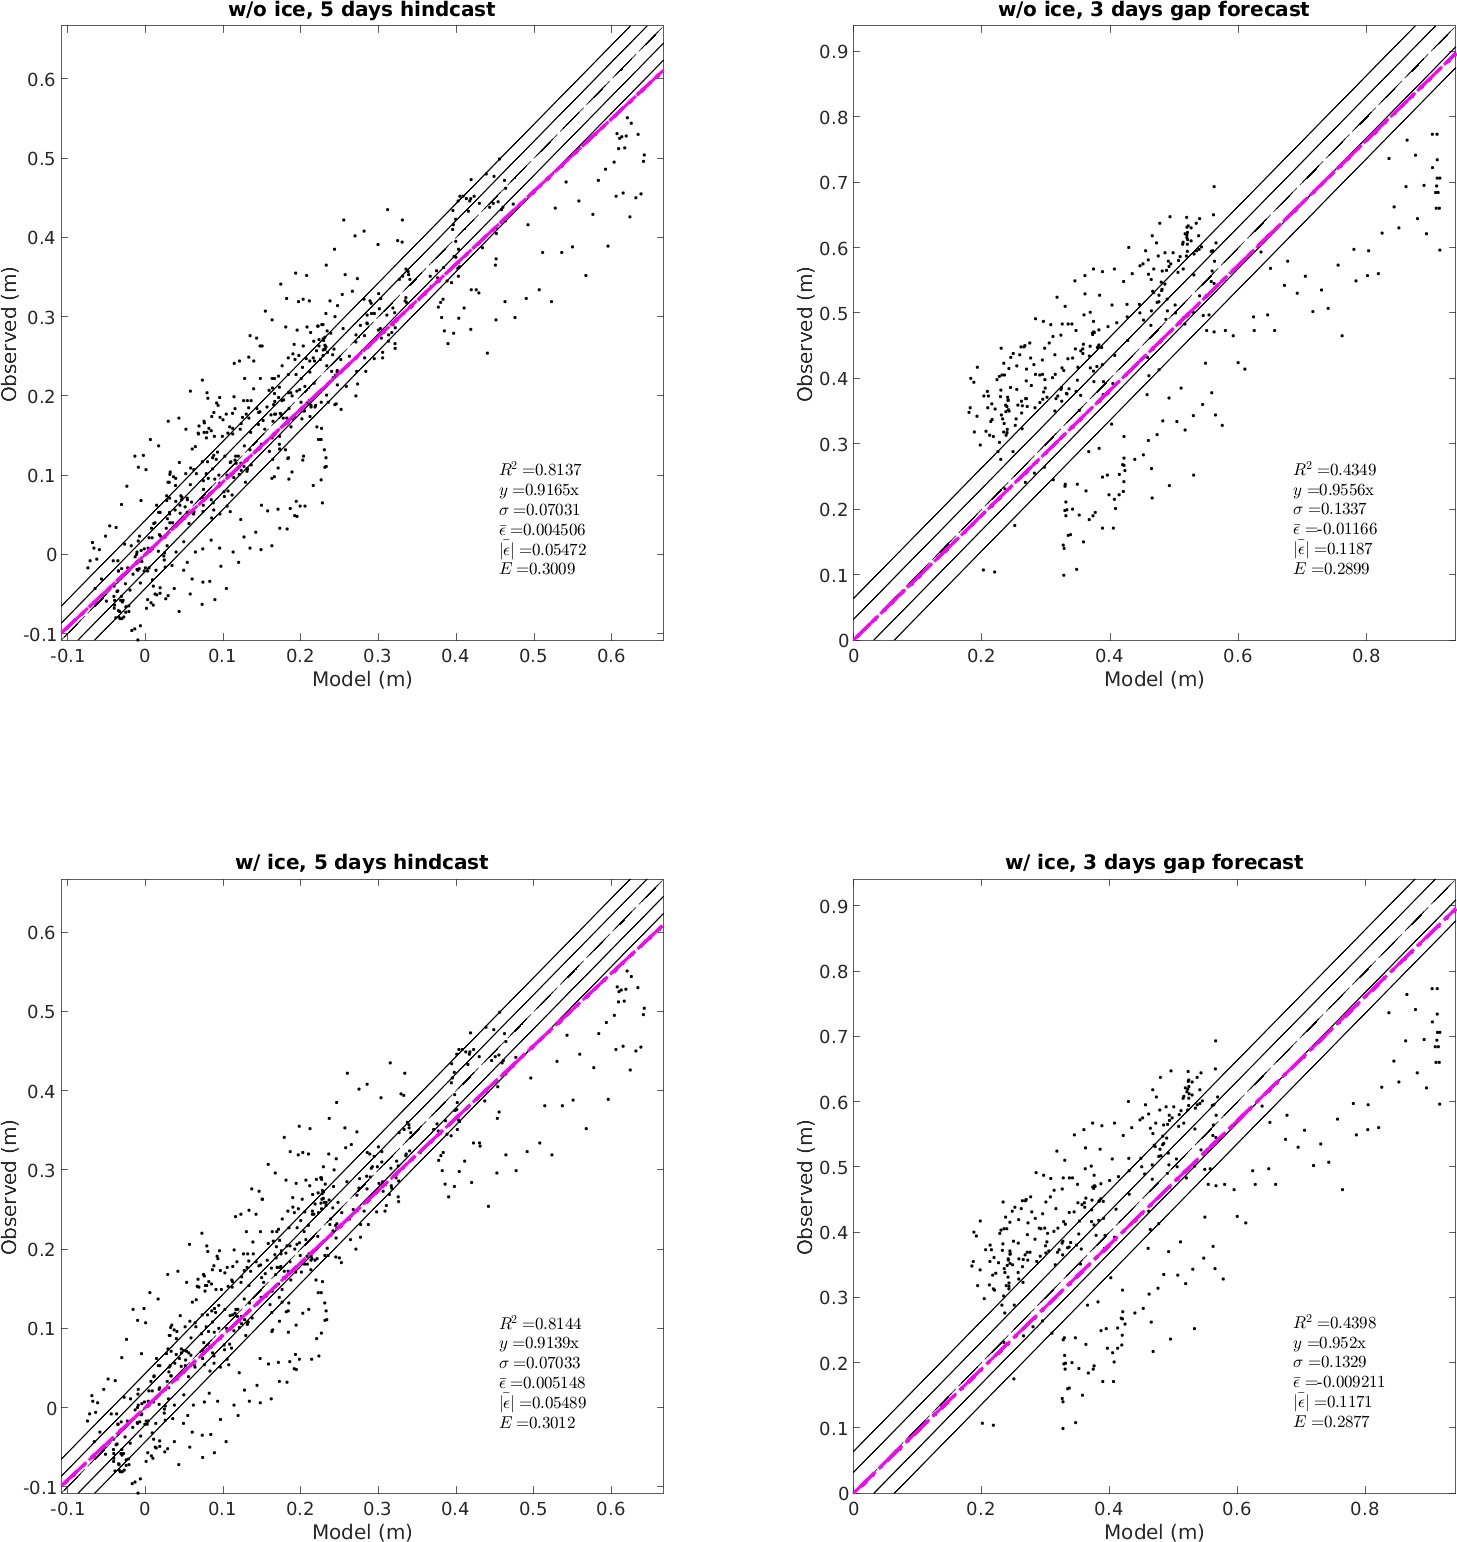 w/o ice, 5 days hindcast
0.6
0.5
0.4
0.3
0.2
0.1
0
-0.1
Observed (m)
-0.1 0 0.1 0.2 0.3 0.4 0.5 0.6
Model (m)
R² =0.8137
y =0.9165x
σ =0.07031
ϵ̄ =0.004506
|ϵ̄| =0.05472
E =0.3009
w/o ice, 3 days gap forecast
0.9
0.8
0.7
0.6
0.5
0.4
0.3
0.2
0.1
0
Observed (m)
0 0.2 0.4 0.6 0.8
Model (m)
R² =0.4349
y =0.9556x
σ =0.1337
ϵ̄ =-0.01166
|ϵ̄| =0.1187
E =0.2899
w/ ice, 5 days hindcast
0.6
0.5
0.4
0.3
0.2
0.1
0
-0.1
Observed (m)
-0.1 0 0.1 0.2 0.3 0.4 0.5 0.6
Model (m)
R² =0.8144
y =0.9139x
σ =0.07033
ϵ̄ =0.005148
|ϵ̄| =0.05489
E =0.3012
w/ ice, 3 days gap forecast
0.9
0.8
0.7
0.6
0.5
0.4
0.3
0.2
0.1
0
Observed (m)
0 0.2 0.4 0.6 0.8
Model (m)
R² =0.4398
y =0.952x
σ =0.1329
ϵ̄ =-0.009211
|ϵ̄| =0.1171
E =0.2877